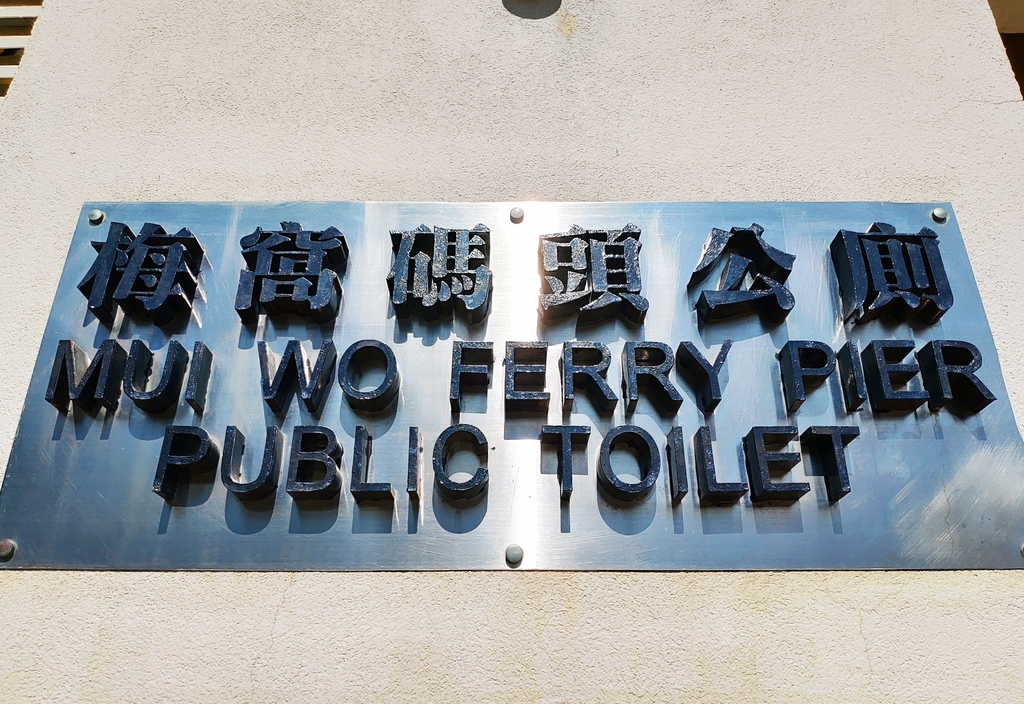 梅窩碼頭公廁
MUI WO FERRY PIER
PUBLIC TOILET